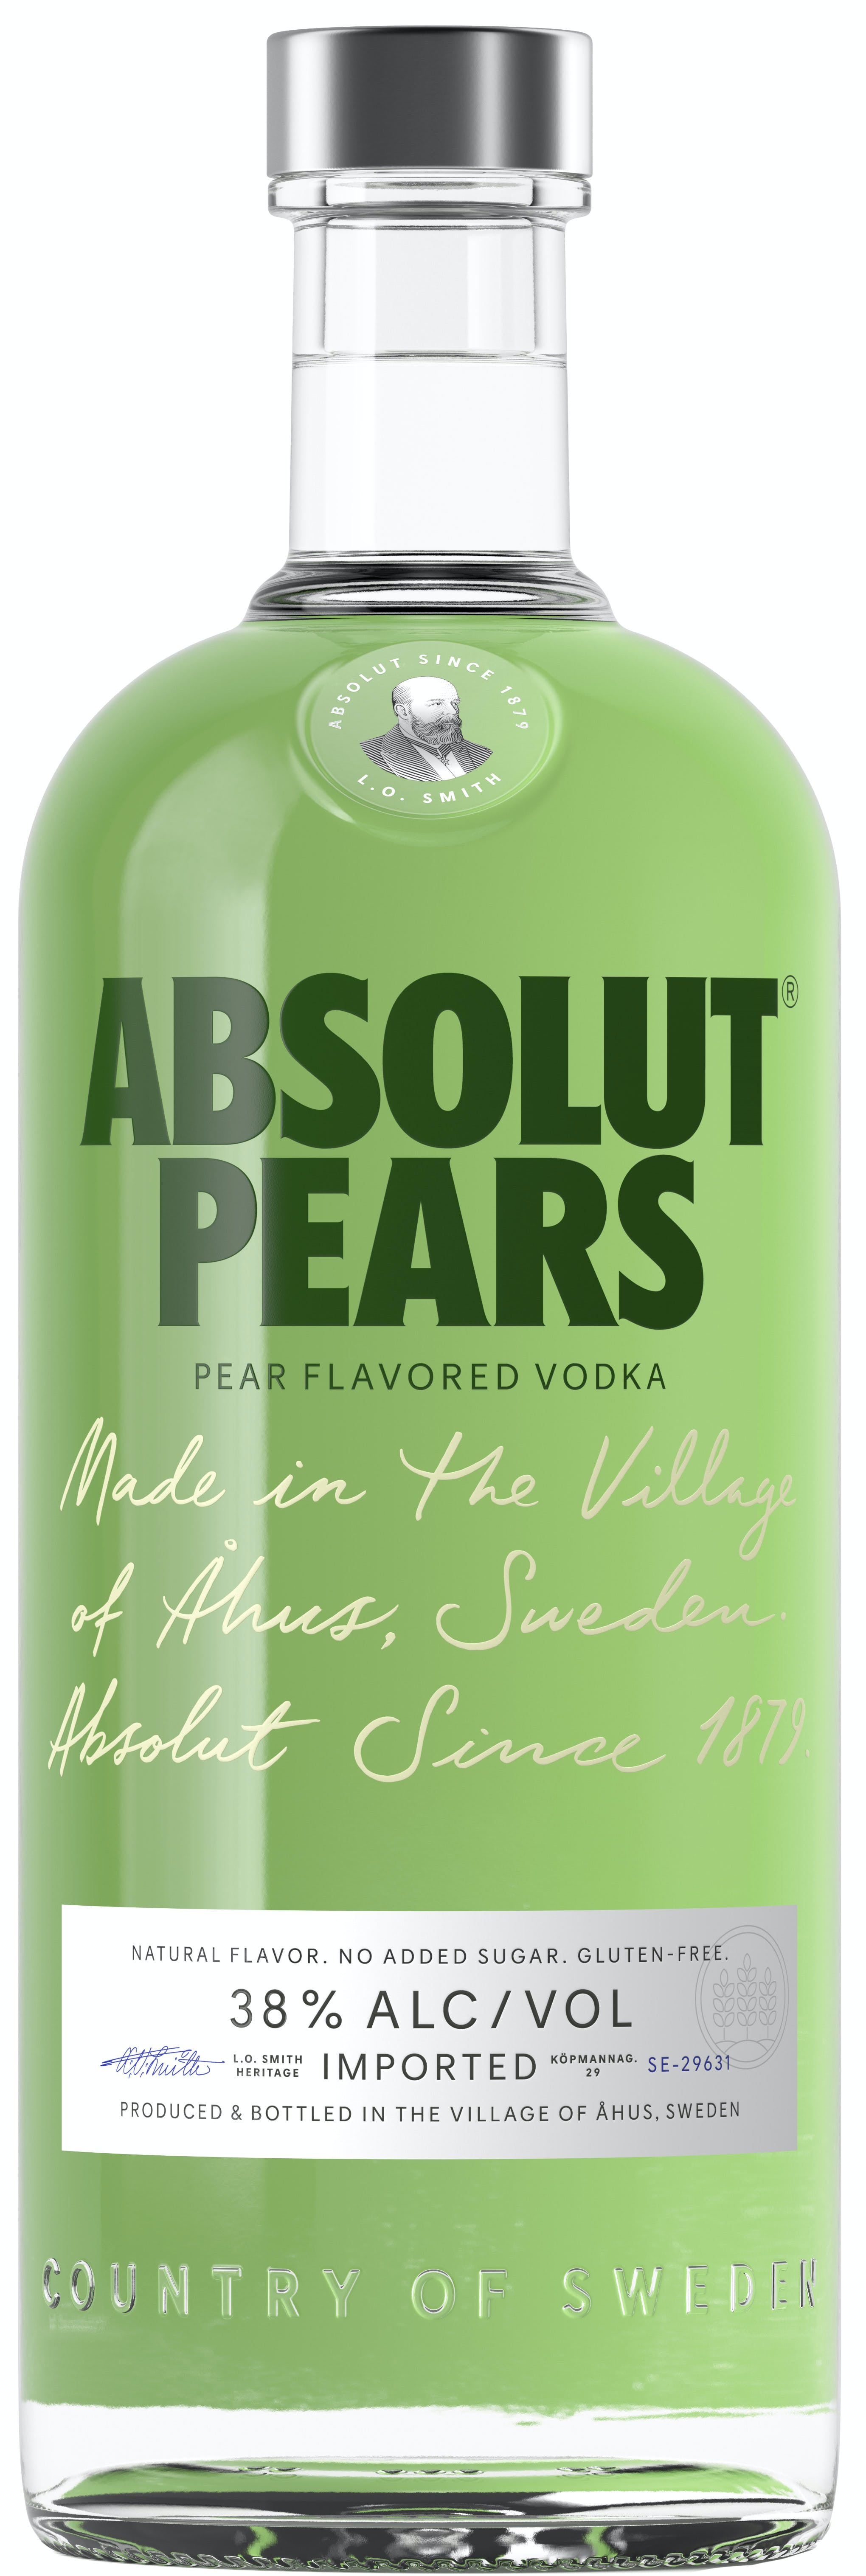 ABSOLUT SINCE 1879
L.O. SMITH
ABSOLUT®
PEARS
PEAR FLAVORED VODKA
Made in the Village
of Åhus, Sweden.
Absolut Since 1879.
NATURAL FLAVOR. NO ADDED SUGAR. GLUTEN-FREE.
38% ALC/VOL
L.O. SMITH
HERITAGE
IMPORTED
KÖPMANNAG.
29
SE-29631
PRODUCED & BOTTLED IN THE VILLAGE OF ÅHUS, SWEDEN
COUNTRY OF SWEDEN